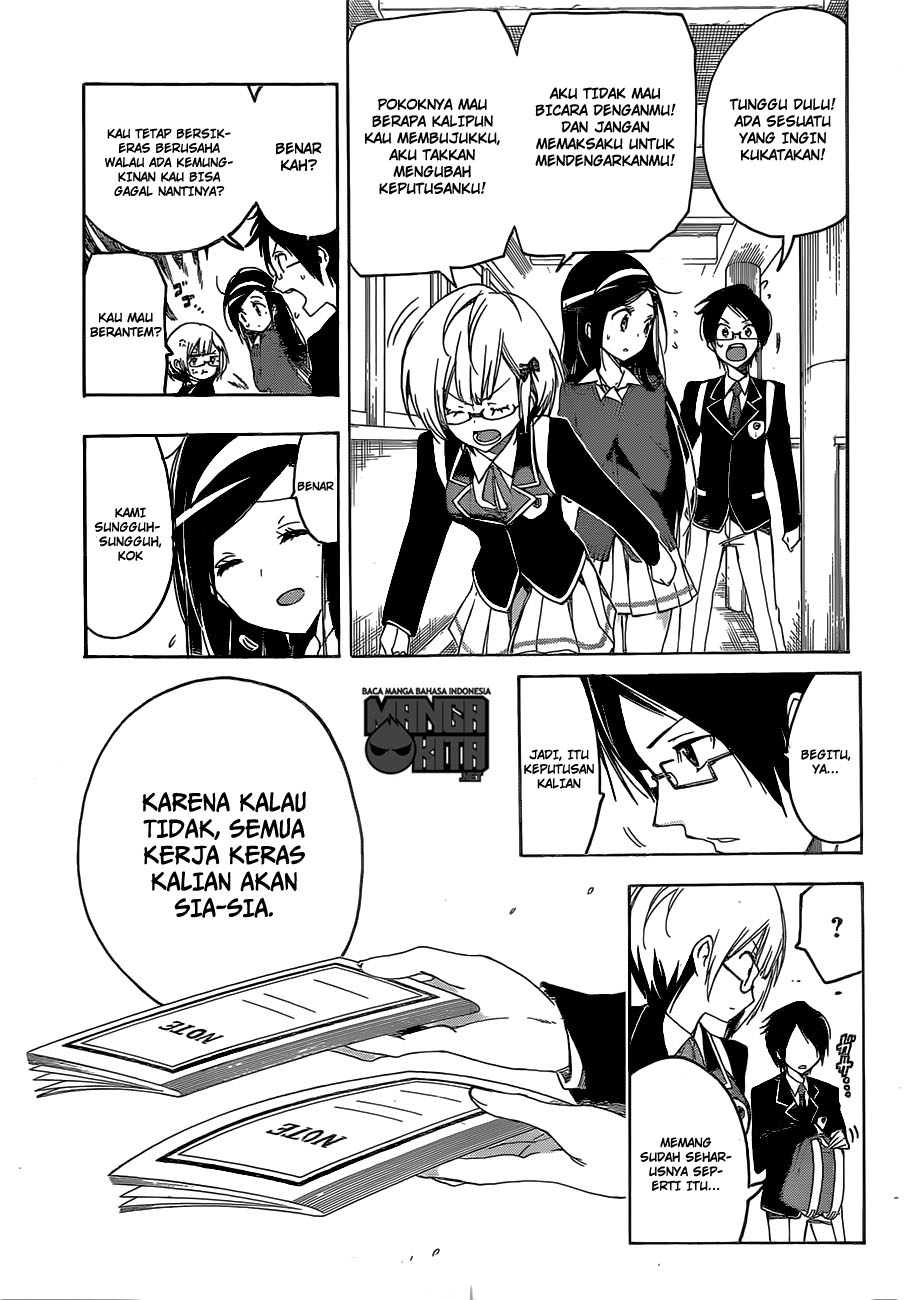 TUNGGU DULU!
ADA SESUATU
YANG INGIN
KUKATAKAN!
AKU TIDAK MAU
BICARA DENGANMU!
DAN JANGAN
MEMAKSAKU UNTUK
MENDENGARKANMU!
POKOKNYA MAU
BERAPA KALIPUN
KAU MEMBUJUKKU,
AKU TAKKAN
MENGUBAH
KEPUTUSANKU!
BENAR
KAH?
KAU TETAP BERSIK-
ERAS BERUSAHA
WALAU ADA KEMUNG-
KINAN KAU BISA
GAGAL NANTINYA?
KAU MAU
BERANTEM?
BENAR
KAMI
SUNGGUH-
SUNGGUH,
KOK
BACA MANGA BAHASA INDONESIA
MANGA
KITA
.NET
BEGITU,
YA...
JADI, ITU
KEPUTUSAN
KALIAN
?
MEMANG
SUDAH SEHAR-
USNYA SEP-
ERTI ITU...
KARENA KALAU
TIDAK, SEMUA
KERJA KERAS
KALIAN AKAN
SIA-SIA.
NOTE
NOTE